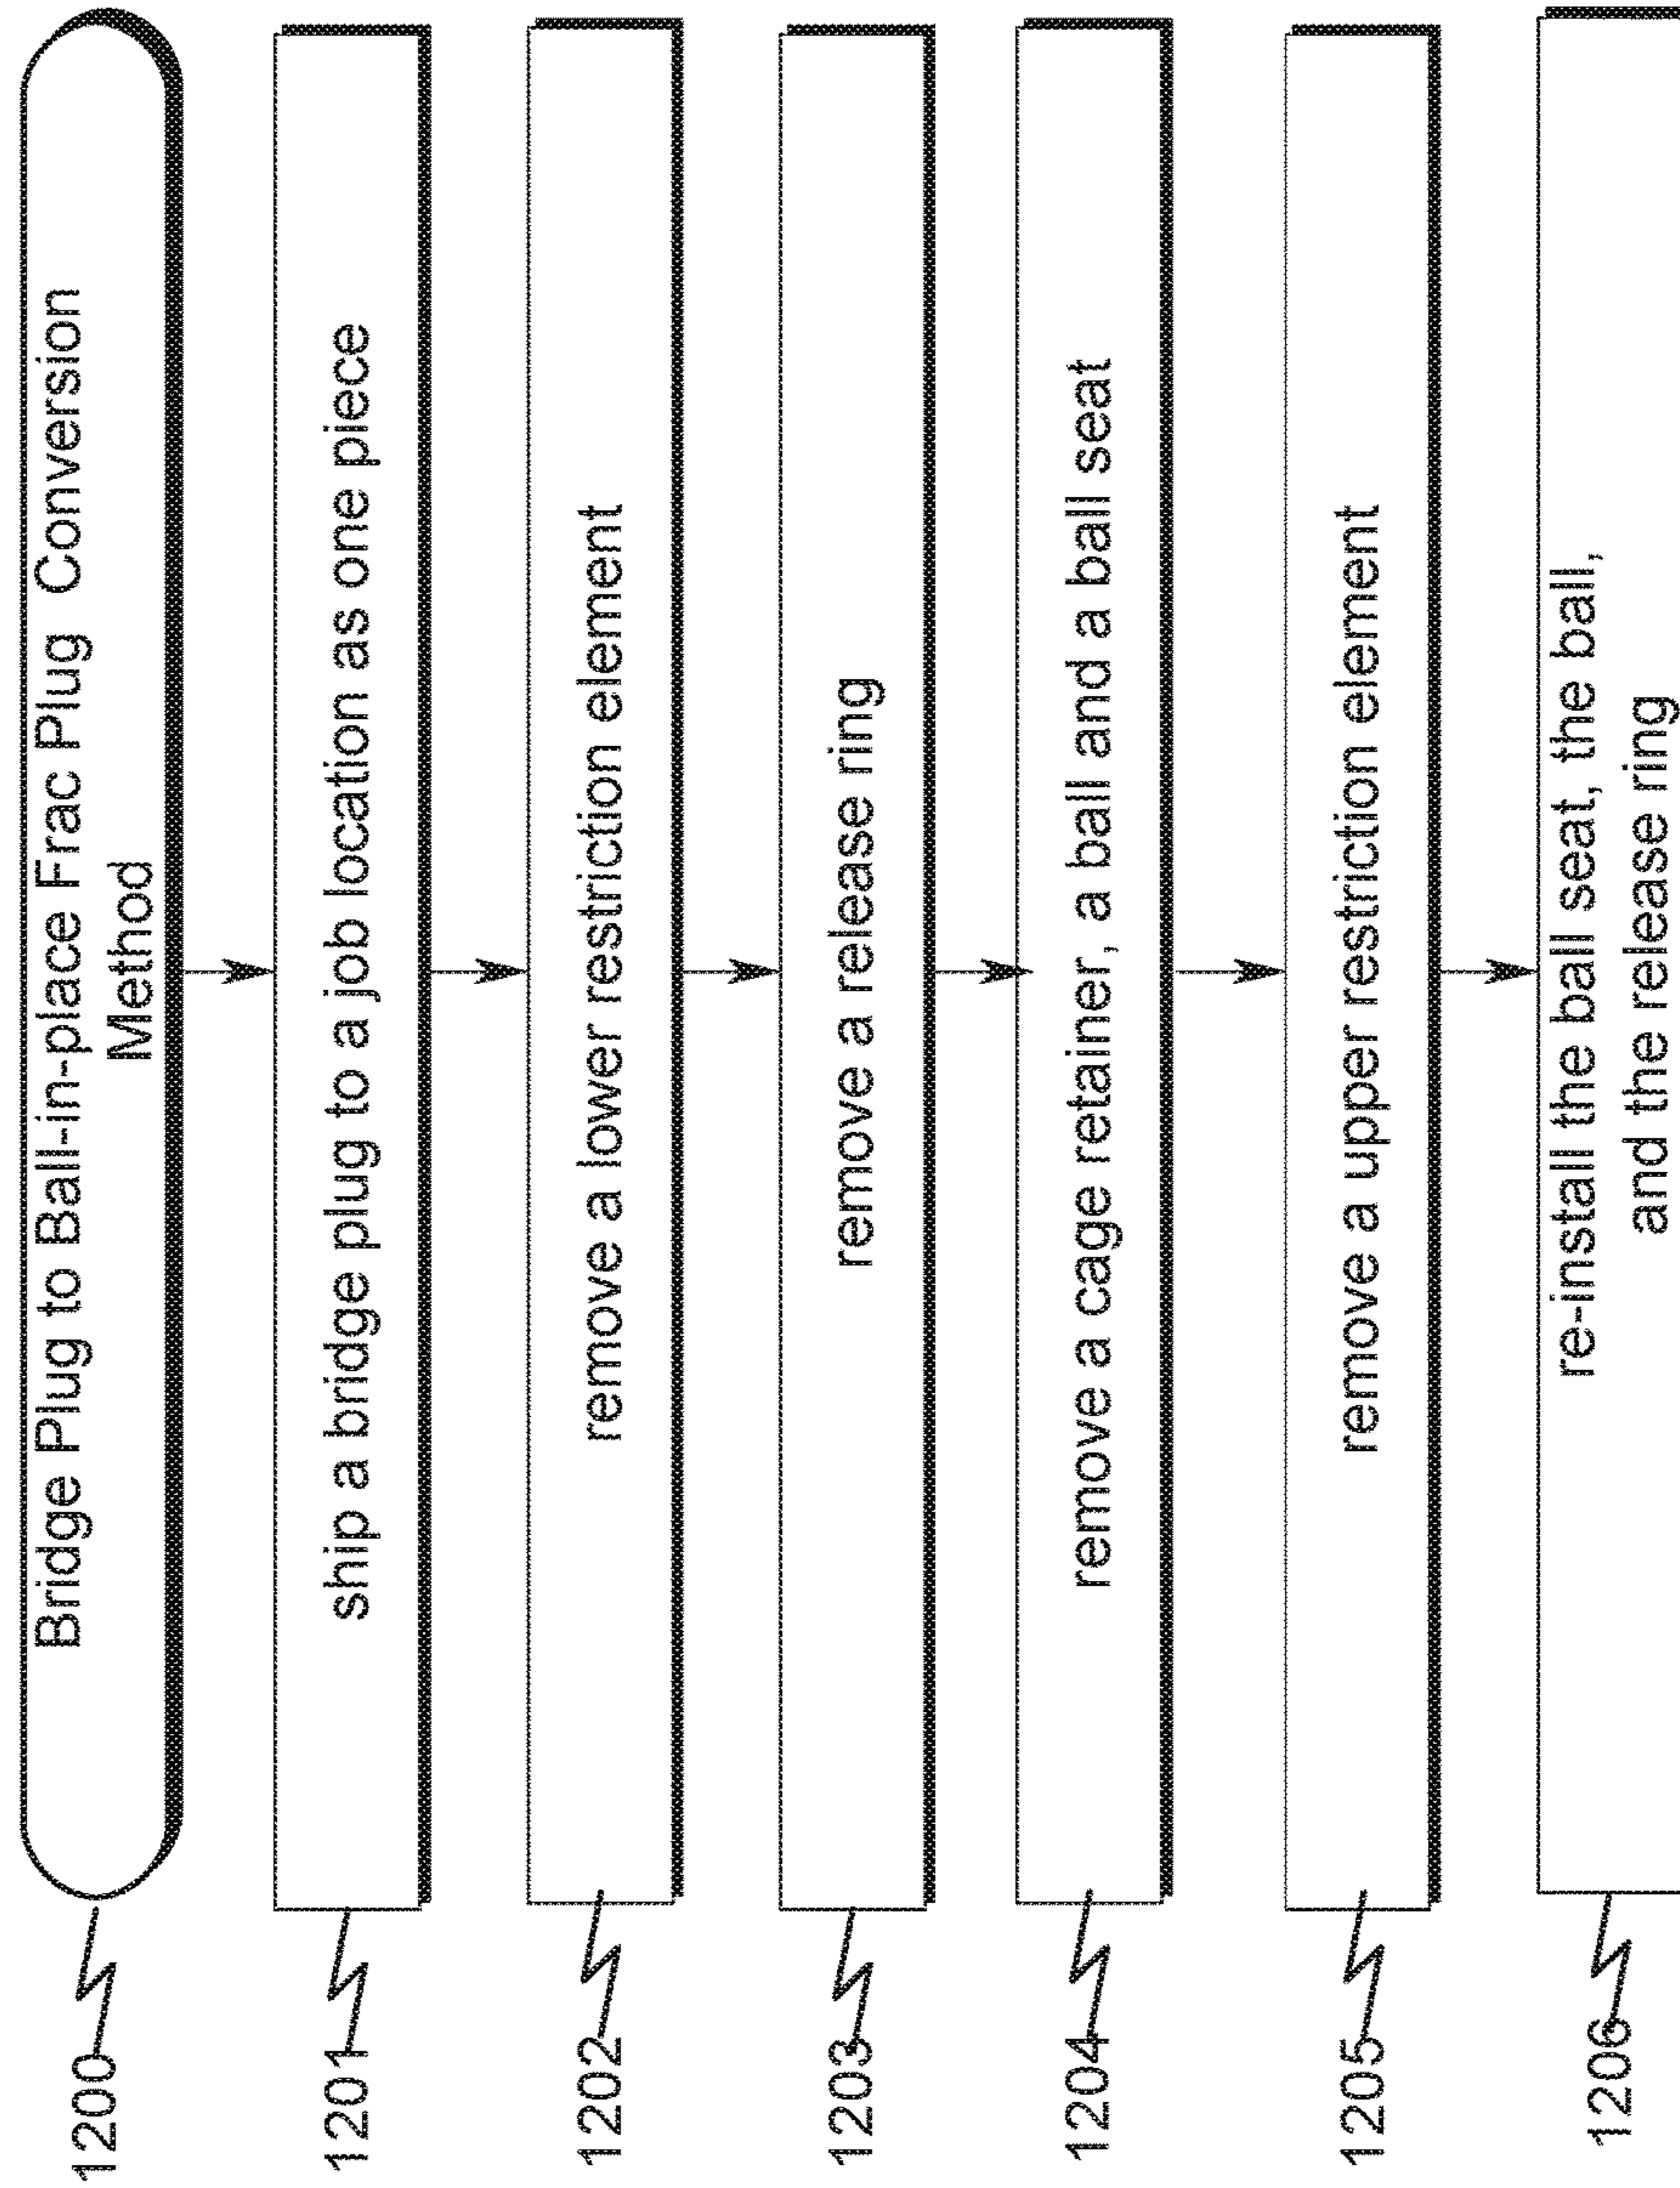 Bridge Plug to Ball-in-place Frac Plug Conversion
Method
1200
ship a bridge plug to a job location as one piece
1201
remove a lower restriction element
1202
remove a release ring
1203
remove a cage retainer, a ball and a ball seat
1204
remove a upper restriction element
1205
re-install the ball seat, the ball,
and the release ring
1206